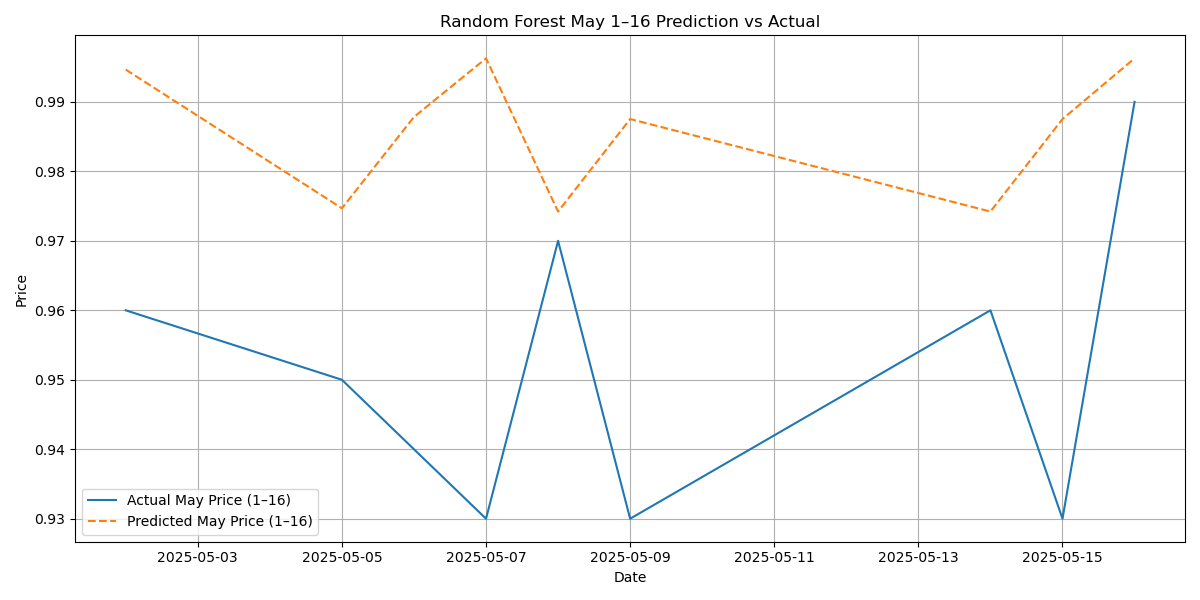 Random Forest May 1–16 Prediction vs Actual
Price
0.99
0.98
0.97
0.96
0.95
0.94
0.93
Actual May Price (1–16)
Predicted May Price (1–16)
2025-05-03
2025-05-05
2025-05-07
2025-05-09
2025-05-11
2025-05-13
2025-05-15
Date